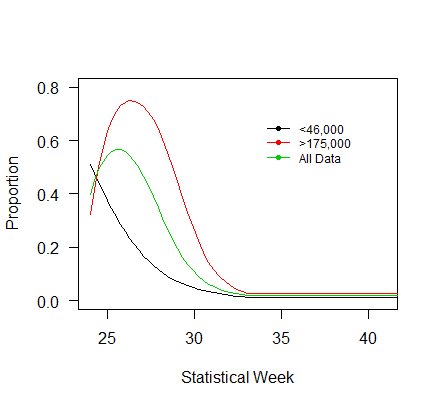 0.8
0.6
0.4
0.2
0.0
Proportion
<46,000
>175,000
All Data
25 30 35 40
Statistical Week